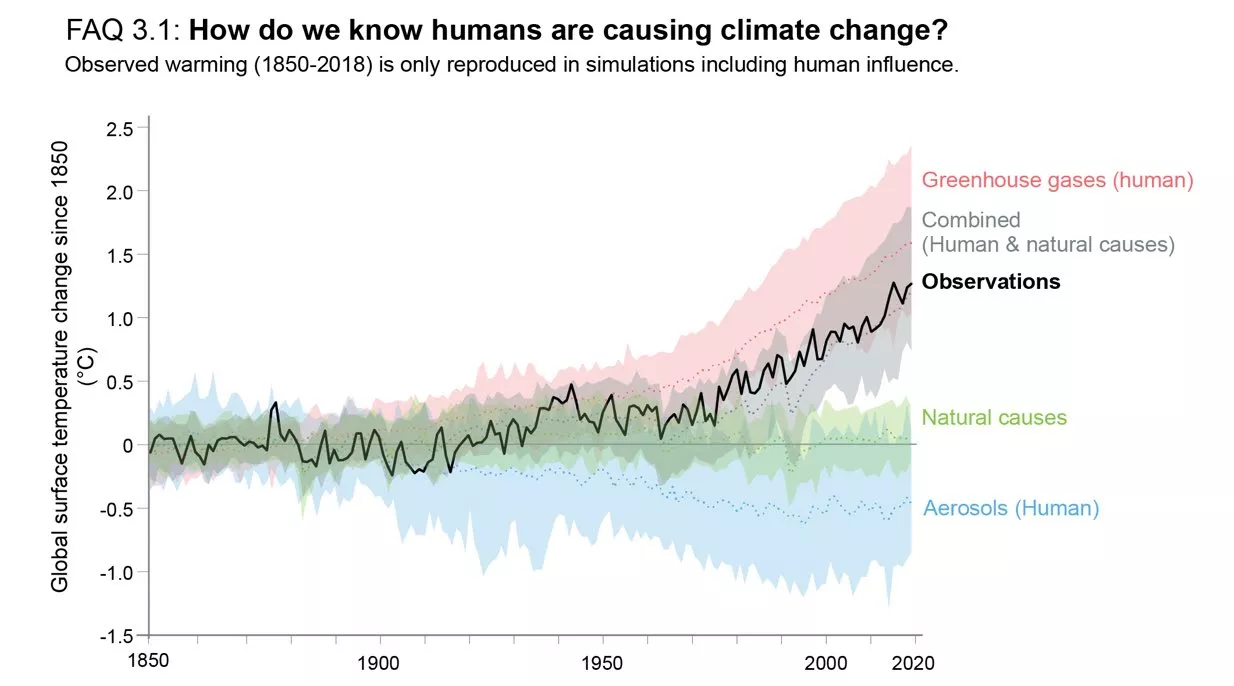 FAQ 3.1: How do we know humans are causing climate change?
Observed warming (1850-2018) is only reproduced in simulations including human influence.
Global surface temperature change since 1850
(°C)
2.5
2.0
1.5
1.0
0.5
0
-0.5
-1.0
-1.5
1850
1900
1950
2000
2020
Greenhouse gases (human)
Combined
(Human & natural causes)
Observations
Natural causes
Aerosols (Human)